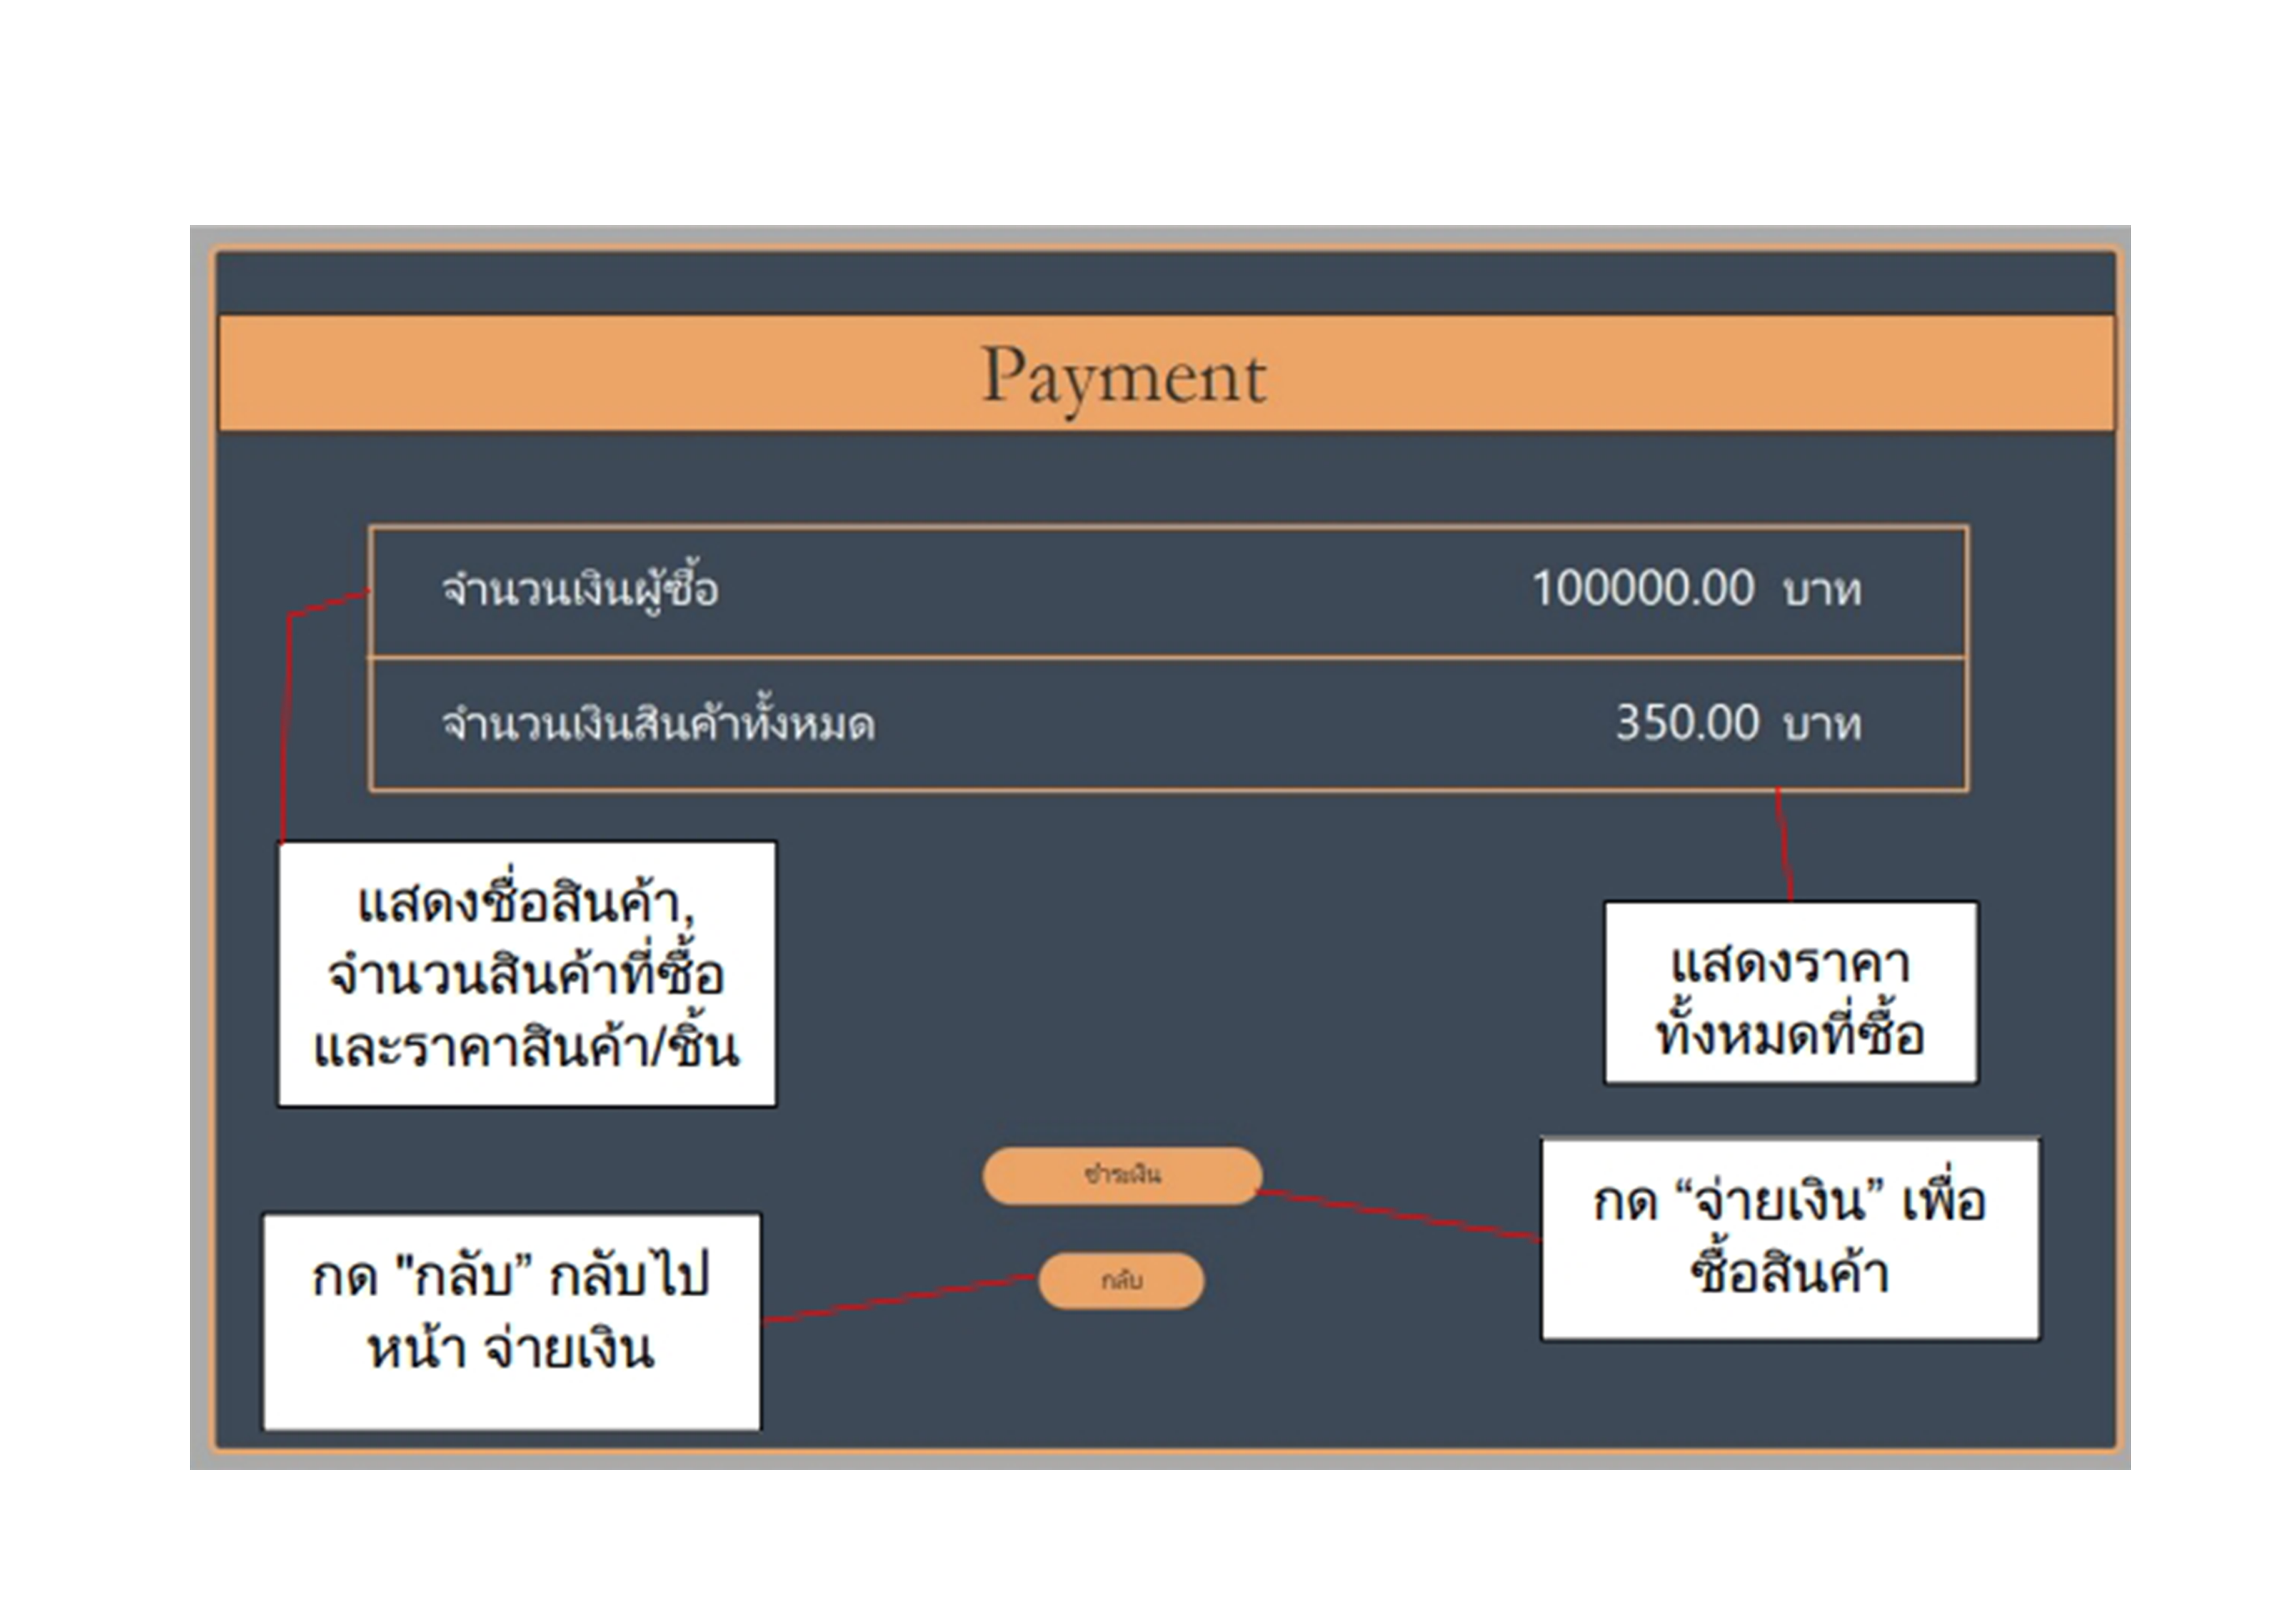 Payment
จำนวนเงินผู้ซื้อ 100000.00 บาท
จำนวนเงินสินค้าทั้งหมด 350.00 บาท
แสดงชื่อสินค้า,
จำนวนสินค้าที่ซื้อ
และราคาสินค้า/ชิ้น
แสดงราคา
ทั้งหมดที่ซื้อ
ชำระเงิน
กด “จ่ายเงิน” เพื่อ
ซื้อสินค้า
กด "กลับ” กลับไป
หน้า จ่ายเงิน
กลับ